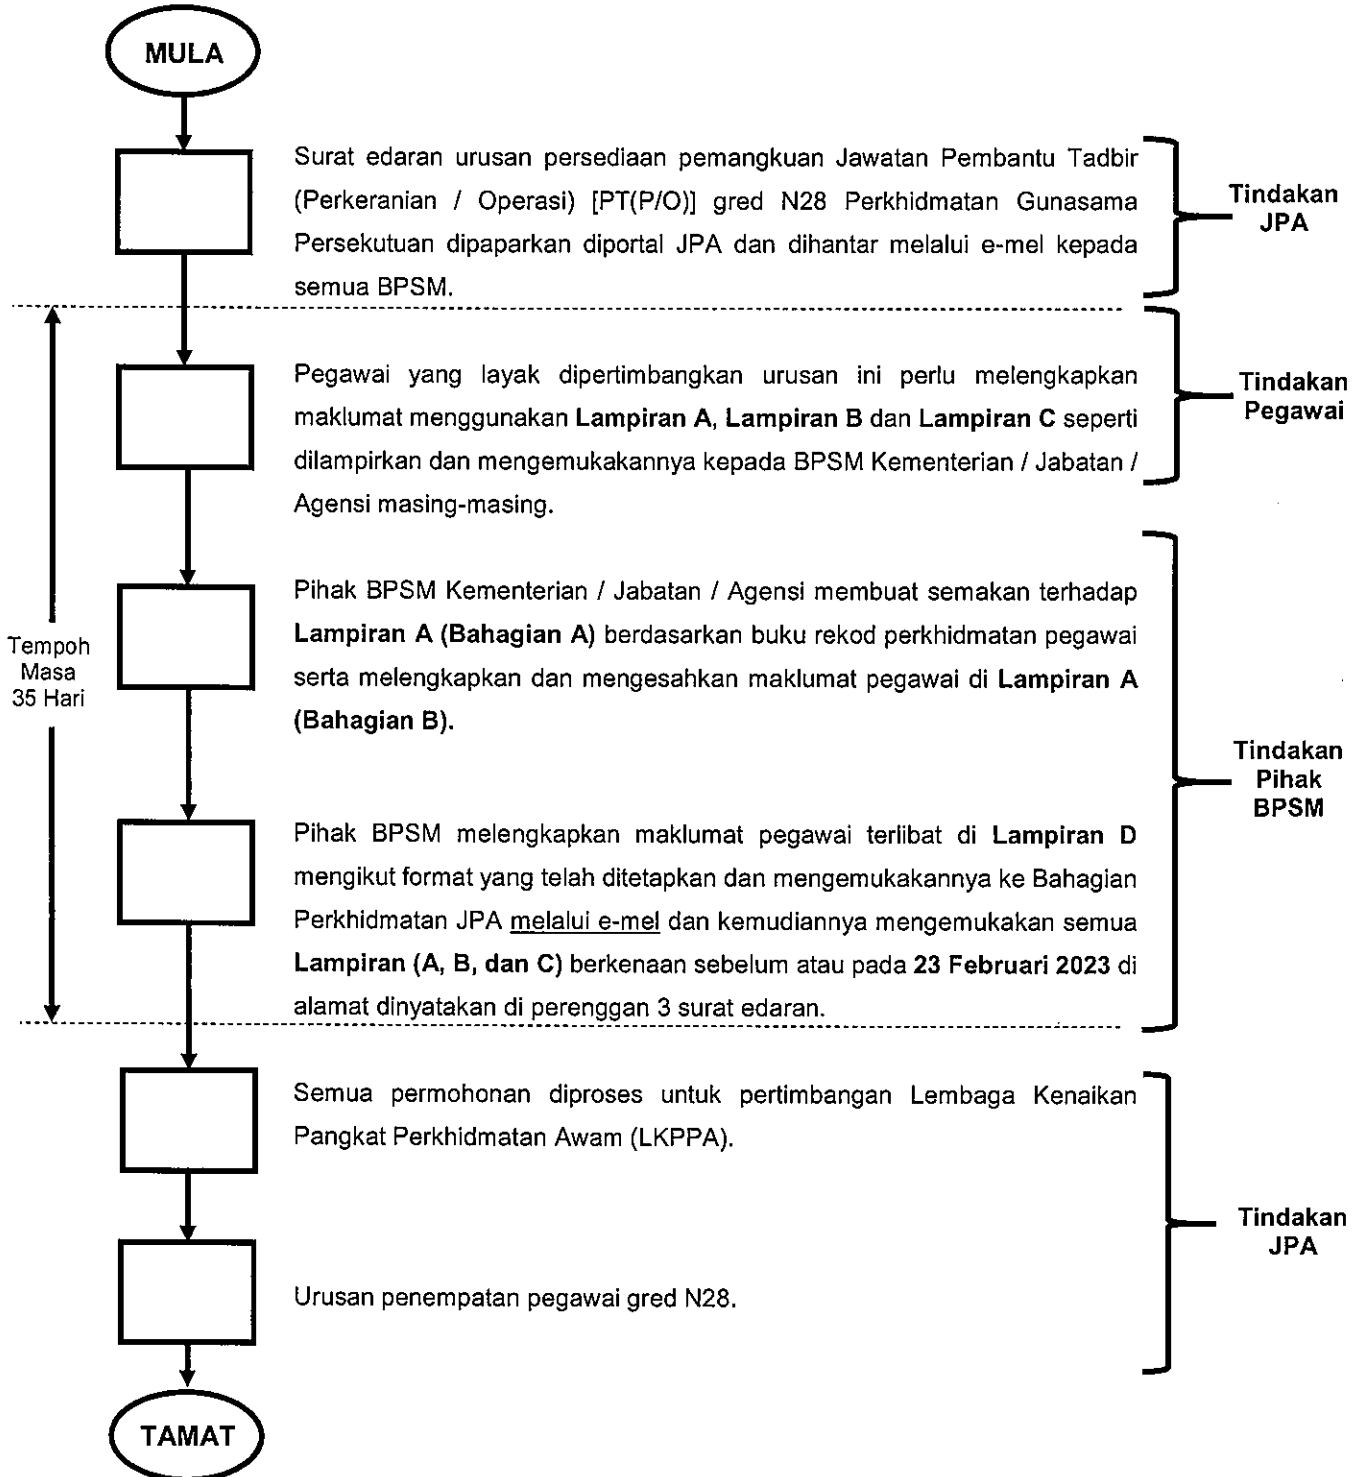 MULA
Surat edaran urusan persediaan pemangkuan Jawatan Pembantu Tadbir
(Perkeranian / Operasi) [PT(P/O)] gred N28 Perkhidmatan Gunasama
Persekutuan dipaparkan diportal JPA dan dihantar melalui e-mel kepada
semua BPSM.
Tindakan
JPA
Pegawai yang layak dipertimbangkan urusan ini perlu melengkapkan
maklumat menggunakan Lampiran A, Lampiran B dan Lampiran C seperti
dilampirkan dan mengemukakannya kepada BPSM Kementerian / Jabatan /
Agensi masing-masing.
Tindakan
Pegawai
Tempoh
Masa
35 Hari
Pihak BPSM Kementerian / Jabatan / Agensi membuat semakan terhadap
Lampiran A (Bahagian A) berdasarkan buku rekod perkhidmatan pegawai
serta melengkapkan dan mengesahkan maklumat pegawai di Lampiran A
(Bahagian B).
Pihak BPSM melengkapkan maklumat pegawai terlibat di Lampiran D
mengikut format yang telah ditetapkan dan mengemukakannya ke Bahagian
Perkhidmatan JPA melalui e-mel dan kemudiannya mengemukakan semua
Lampiran (A, B, dan C) berkenaan sebelum atau pada 23 Februari 2023 di
alamat dinyatakan di perenggan 3 surat edaran.
Tindakan
Pihak
BPSM
Semua permohonan diproses untuk pertimbangan Lembaga Kenaikan
Pangkat Perkhidmatan Awam (LKPPA).
Urusan penempatan pegawai gred N28.
Tindakan
JPA
TAMAT